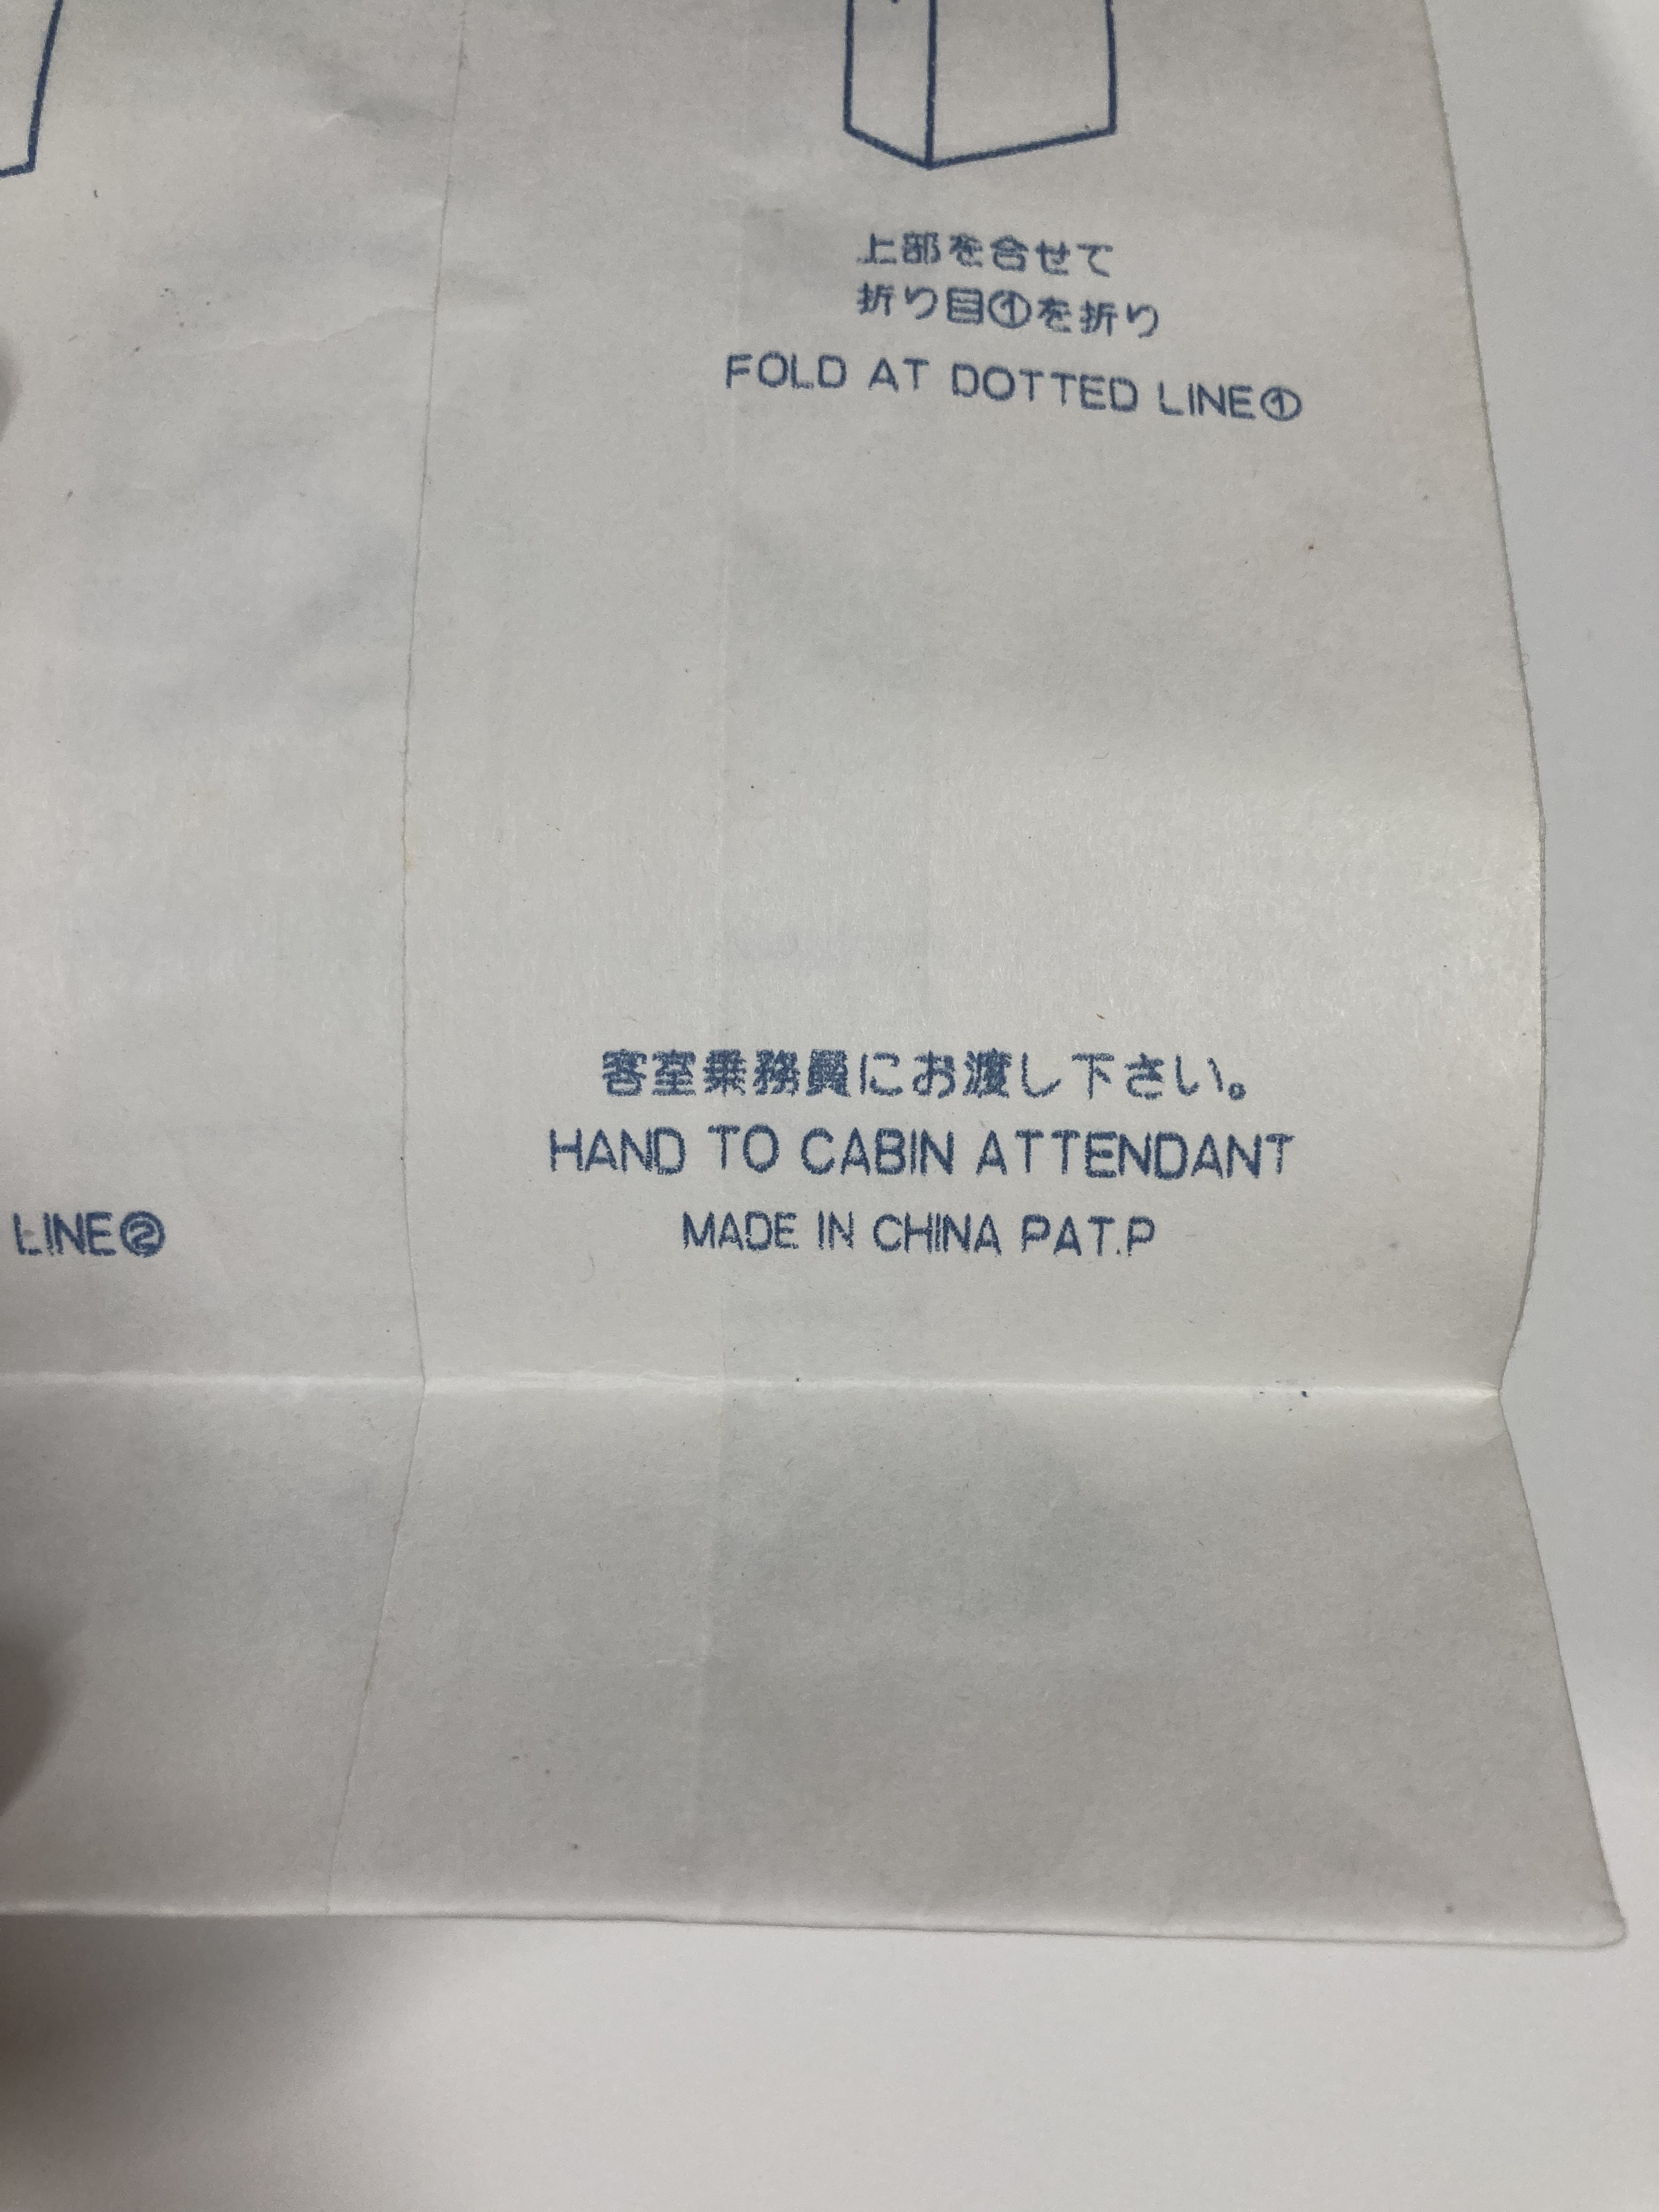 上部を合せて
折り目①を折り
FOLD AT DOTTED LINE①
客室乗務員にお渡し下さい。
HAND TO CABIN ATTENDANT
LINE②
MADE IN CHINA PAT.P